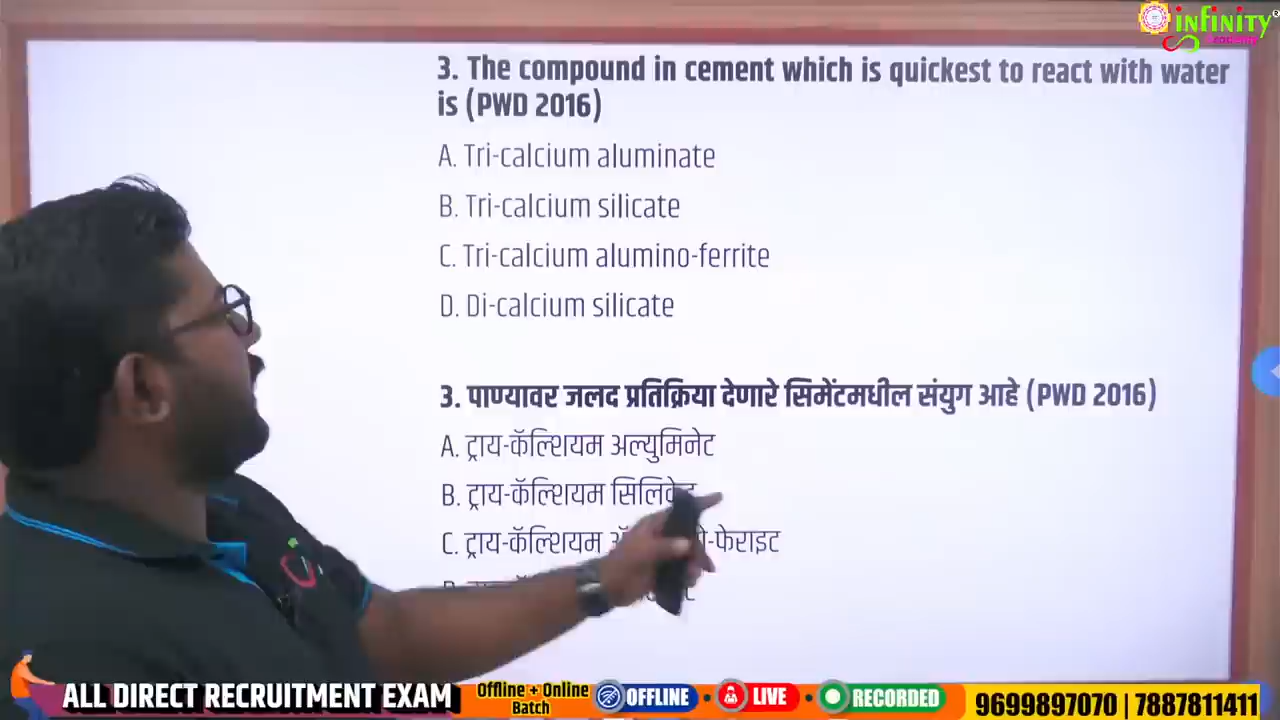 infinity
3. The compound in cement which is quickest to react with water
is (PWD 2016)
A. Tri-calcium aluminate
B. Tri-calcium silicate
C. Tri-calcium alumino-ferrite
D. Di-calcium silicate
3. पाण्यावर जलद प्रतिक्रिया देणारे सिमेंटमधील संयुग आहे (PWD 2016)
A. ट्राय-कॅल्शियम अल्युमिनेट
B. ट्राय-कॅल्शियम
C. ट्राय-कॅल्शियम
ALL DIRECT RECRUITMENT EXAM
Offline + Online
Batch
OFFLINE • LIVE • RECORDED
9699897070 | 7887811411